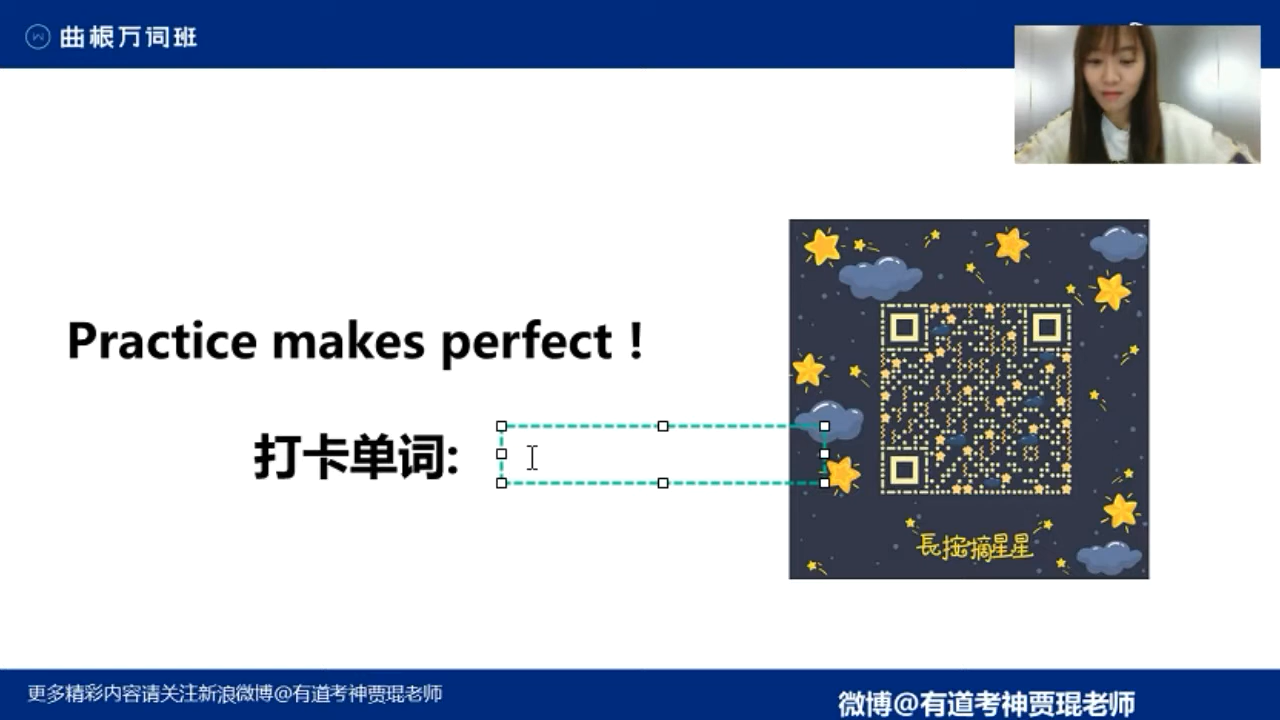 曲根万词班
Practice makes perfect !
打卡单词:
長按摘星星
更多精彩内容请关注新浪微博@有道考神贾琨老师
微博@有道考神贾琨老师